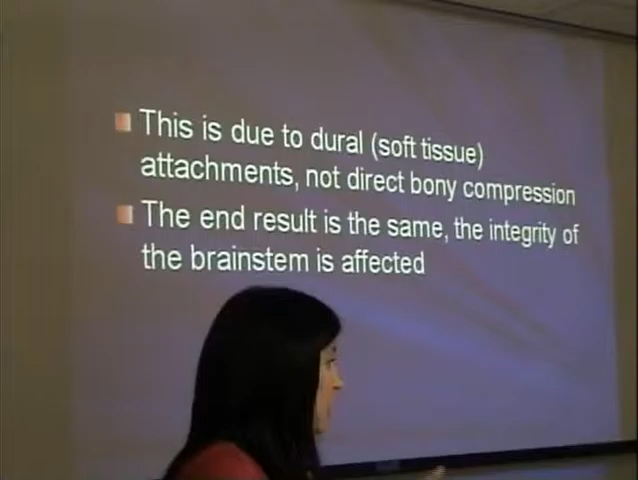 This is due to dural (soft tissue)
attachments, not direct bony compression
The end result is the same, the integrity of
the brainstem is affected